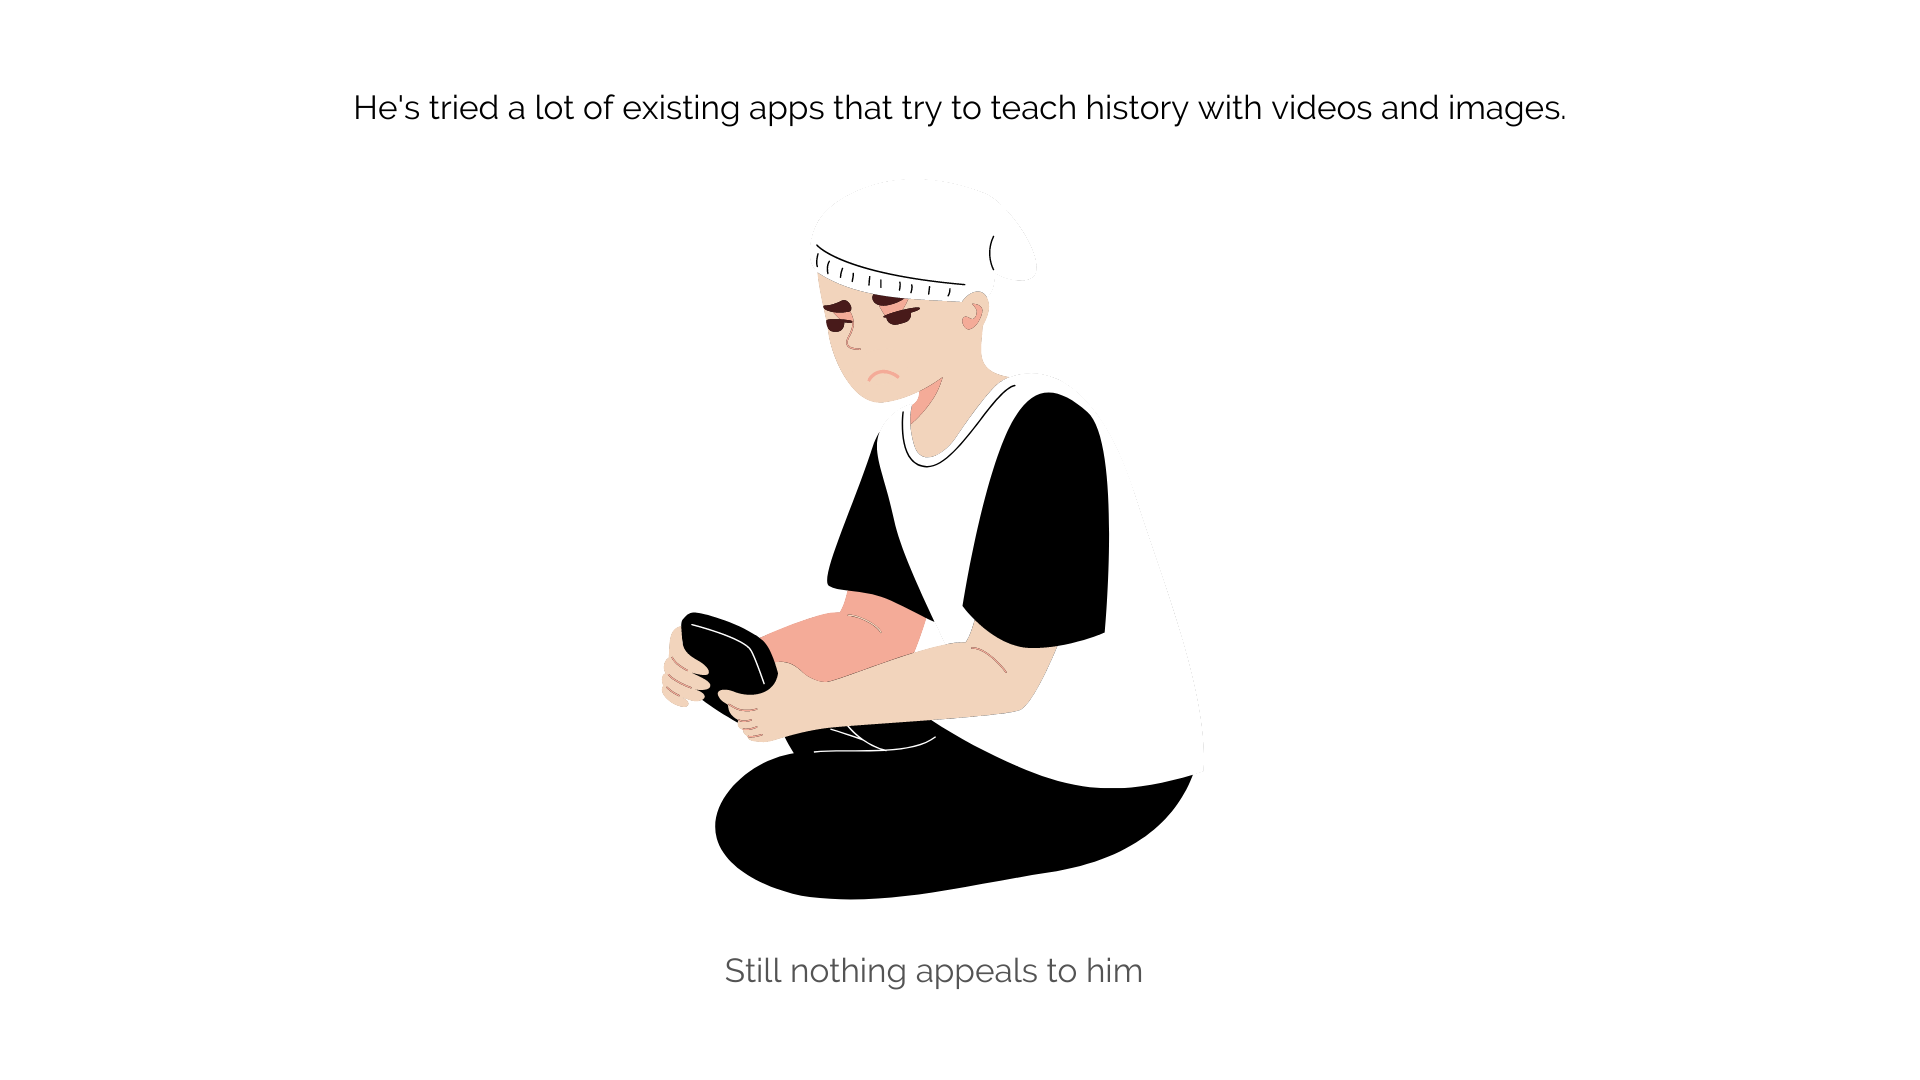 He's tried a lot of existing apps that try to teach history with videos and images.
Still nothing appeals to him